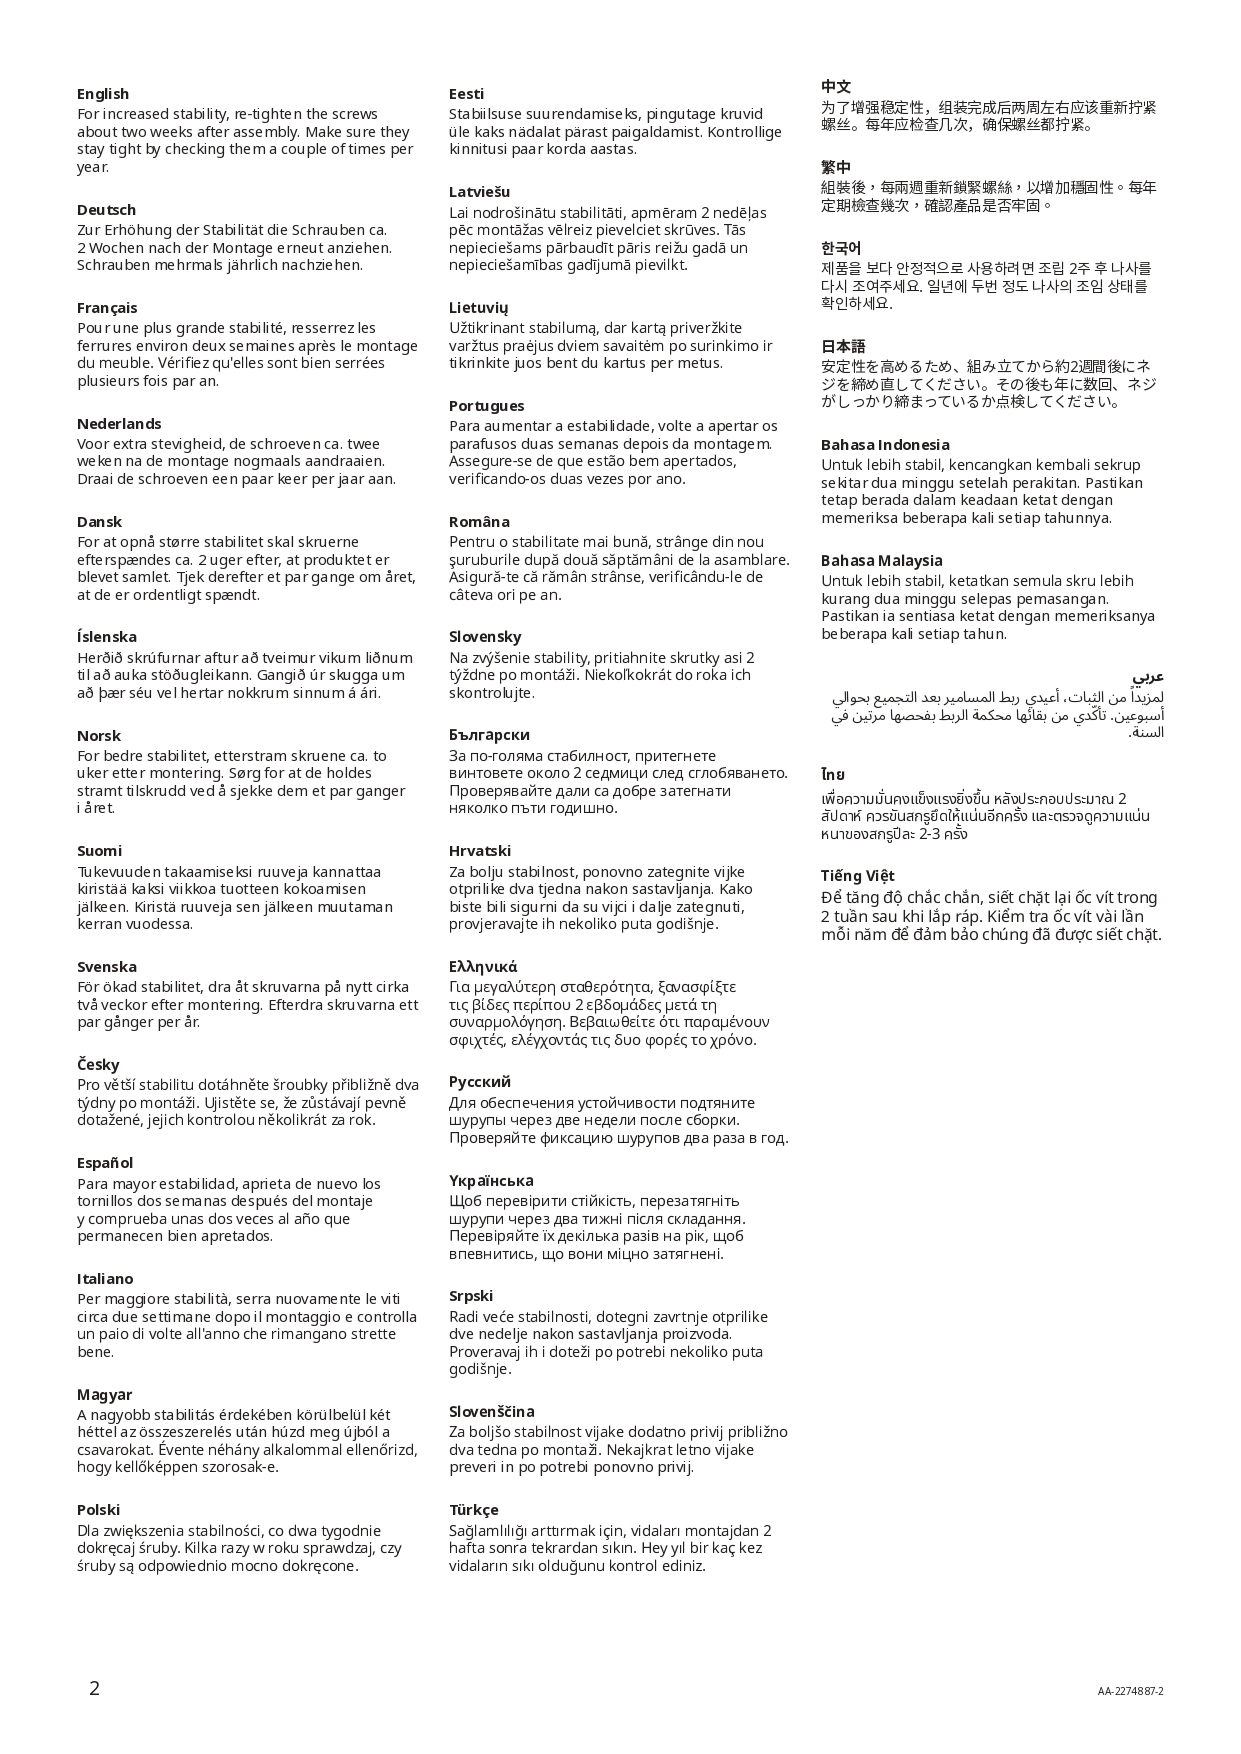 English
For increased stability, re-tighten the screws
about two weeks after assembly. Make sure they
stay tight by checking them a couple of times per
year.
Deutsch
Zur Erhöhung der Stabilität die Schrauben ca.
2 Wochen nach der Montage erneut anziehen.
Schrauben mehrmals jährlich nachziehen.
Français
Pour une plus grande stabilité, resserrez les
ferrures environ deux semaines après le montage
du meuble. Vérifiez qu'elles sont bien serrées
plusieurs fois par an.
Nederlands
Voor extra stevigheid, de schroeven ca. twee
weken na de montage nogmaals aandraaien.
Draai de schroeven een paar keer per jaar aan.
Dansk
For at opnå større stabilitet skal skruerne
efterspændes ca. 2 uger efter, at produktet er
blevet samlet. Tjek derefter et par gange om året,
at de er ordentligt spændt.
Íslenska
Herðið skrúfurnar aftur að tveimur vikum liðnum
til að auka stöðugleikann. Gangið úr skugga um
að þær séu vel hertar nokkrum sinnum á ári.
Norsk
For bedre stabilitet, etterstram skruene ca. to
uker etter montering. Sørg for at de holdes
stramt tilskrudd ved å sjekke dem et par ganger
i året.
Suomi
Tukevuuden takaamiseksi ruuveja kannattaa
kiristää kaksi viikkoa tuotteen kokoamisen
jälkeen. Kiristä ruuveja sen jälkeen muutaman
kerran vuodessa.
Svenska
För ökad stabilitet, dra åt skruvarna på nytt cirka
två veckor efter montering. Efterdra skruvarna ett
par gånger per år.
Česky
Pro větší stabilitu dotáhněte šroubky přibližně dva
týdny po montáži. Ujistěte se, že zůstávají pevně
dotažené, jejich kontrolou několikrát za rok.
Español
Para mayor estabilidad, aprieta de nuevo los
tornillos dos semanas después del montaje
y comprueba unas dos veces al año que
permanecen bien apretados.
Italiano
Per maggiore stabilità, serra nuovamente le viti
circa due settimane dopo il montaggio e controlla
un paio di volte all'anno che rimangano strette
bene.
Magyar
A nagyobb stabilitás érdekében körülbelül két
héttel az összeszerelés után húzd meg újból a
csavarokat. Évente néhány alkalommal ellenőrizd,
hogy kellőképpen szorosak-e.
Polski
Dla zwiększenia stabilności, co dwa tygodnie
dokręcaj śruby. Kilka razy w roku sprawdzaj, czy
śruby są odpowiednio mocno dokręcone.
Eesti
Stabiilsuse suurendamiseks, pingutage kruvid
üle kaks nädalat pärast paigaldamist. Kontrollige
kinnitusi paar korda aastas.
Latviešu
Lai nodrošinātu stabilitāti, apmēram 2 nedēļas
pēc montāžas vēlreiz pievelciet skrūves. Tās
nepieciešams pārbaudīt pāris reižu gadā un
nepieciešamības gadījumā pievilkt.
Lietuvių
Užtikrinant stabilumą, dar kartą priveržkite
varžtus praėjus dviem savaitėm po surinkimo ir
tikrinkite juos bent du kartus per metus.
Portugues
Para aumentar a estabilidade, volte a apertar os
parafusos duas semanas depois da montagem.
Assegure-se de que estão bem apertados,
verificando-os duas vezes por ano.
Româna
Pentru o stabilitate mai bună, strânge din nou
şuruburile după două săptămâni de la asamblare.
Asigură-te că rămân strânse, verificându-le de
câteva ori pe an.
Slovensky
Na zvýšenie stability, pritiahnite skrutky asi 2
týždne po montáži. Niekoľkokrát do roka ich
skontrolujte.
Български
За по-голяма стабилност, притегнете
винтовете около 2 седмици след сглобяването.
Проверявайте дали са добре затегнати
няколко пъти годишно.
Hrvatski
Za bolju stabilnost, ponovno zategnite vijke
otprilike dva tjedna nakon sastavljanja. Kako
biste bili sigurni da su vijci i dalje zategnuti,
provjeravajte ih nekoliko puta godišnje.
Ελληνικά
Για μεγαλύτερη σταθερότητα, ξανασφίξτε
τις βίδες περίπου 2 εβδομάδες μετά τη
συναρμολόγηση. Βεβαιωθείτε ότι παραμένουν
σφιχτές, ελέγχοντάς τις δυο φορές το χρόνο.
Русский
Для обеспечения устойчивости подтяните
шурупы через две недели после сборки.
Проверяйте фиксацию шурупов два раза в год.
Yкраїнська
Щоб перевірити стійкість, перезатягніть
шурупи через два тижні після складання.
Перевіряйте їх декілька разів на рік, щоб
впевнитись, що вони міцно затягнені.
Srpski
Radi veće stabilnosti, dotegni zavrtnje otprilike
dve nedelje nakon sastavljanja proizvoda.
Proveravaj ih i doteži po potrebi nekoliko puta
godišnje.
Slovenščina
Za boljšo stabilnost vijake dodatno privij približno
dva tedna po montaži. Nekajkrat letno vijake
preveri in po potrebi ponovno privij.
Türkçe
Sağlamlılığı arttırmak için, vidaları montajdan 2
hafta sonra tekrardan sıkın. Hey yıl bir kaç kez
vidaların sıkı olduğunu kontrol ediniz.
中文
为了增强稳定性，组装完成后两周左右应该重新拧紧
螺丝。每年应检查几次，确保螺丝都拧紧。
繁中
組裝後，每兩週重新鎖緊螺絲，以增加穩固性。每年
定期檢查幾次，確認產品是否牢固。
한국어
제품을 보다 안정적으로 사용하려면 조립 2주 후 나사를
다시 조여주세요. 일년에 두번 정도 나사의 조임 상태를
확인하세요.
日本語
安定性を高めるため、組み立てから約2週間後にネ
ジを締め直してください。その後も年に数回、ネジ
がしっかり締まっているか点検してください。
Bahasa Indonesia
Untuk lebih stabil, kencangkan kembali sekrup
sekitar dua minggu setelah perakitan. Pastikan
tetap berada dalam keadaan ketat dengan
memeriksa beberapa kali setiap tahunnya.
Bahasa Malaysia
Untuk lebih stabil, ketatkan semula skru lebih
kurang dua minggu selepas pemasangan.
Pastikan ia sentiasa ketat dengan memeriksanya
beberapa kali setiap tahun.
عربي
لمزيداً من الثبات، أعيدي ربط المسامير بعد التجميع بحوالي
أسبوعين. تأكّدي من بقائها محكمة الربط بفحصها مرتين في
السنة.
ไทย
เพื่อความมั่นคงแข็งแรงยิ่งขึ้น หลังประกอบประมาณ 2
สัปดาห์ ควรขันสกรูยึดให้แน่นอีกครั้ง และตรวจดูความแน่น
หนาของสกรูปีละ 2-3 ครั้ง
Tiếng Việt
Để tăng độ chắc chắn, siết chặt lại ốc vít trong
2 tuần sau khi lắp ráp. Kiểm tra ốc vít vài lần
mỗi năm để đảm bảo chúng đã được siết chặt.
2
AA-2274887-2